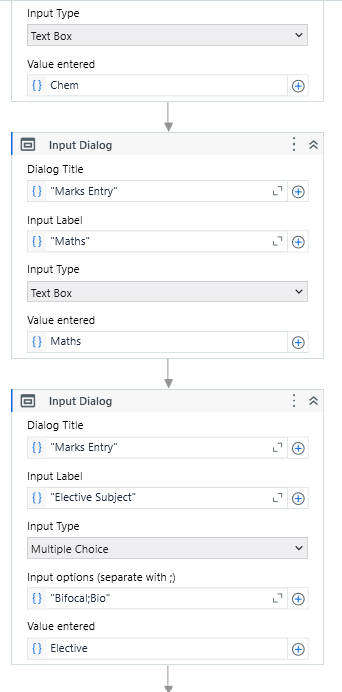 Input Type
Text Box
Value entered
{} Chem
Input Dialog
Dialog Title
{} "Marks Entry"
Input Label
{} "Maths"
Input Type
Text Box
Value entered
{} Maths
Input Dialog
Dialog Title
{} "Marks Entry"
Input Label
{} "Elective Subject"
Input Type
Multiple Choice
Input options (separate with ;)
{} "Bifocal;Bio"
Value entered
{} Elective